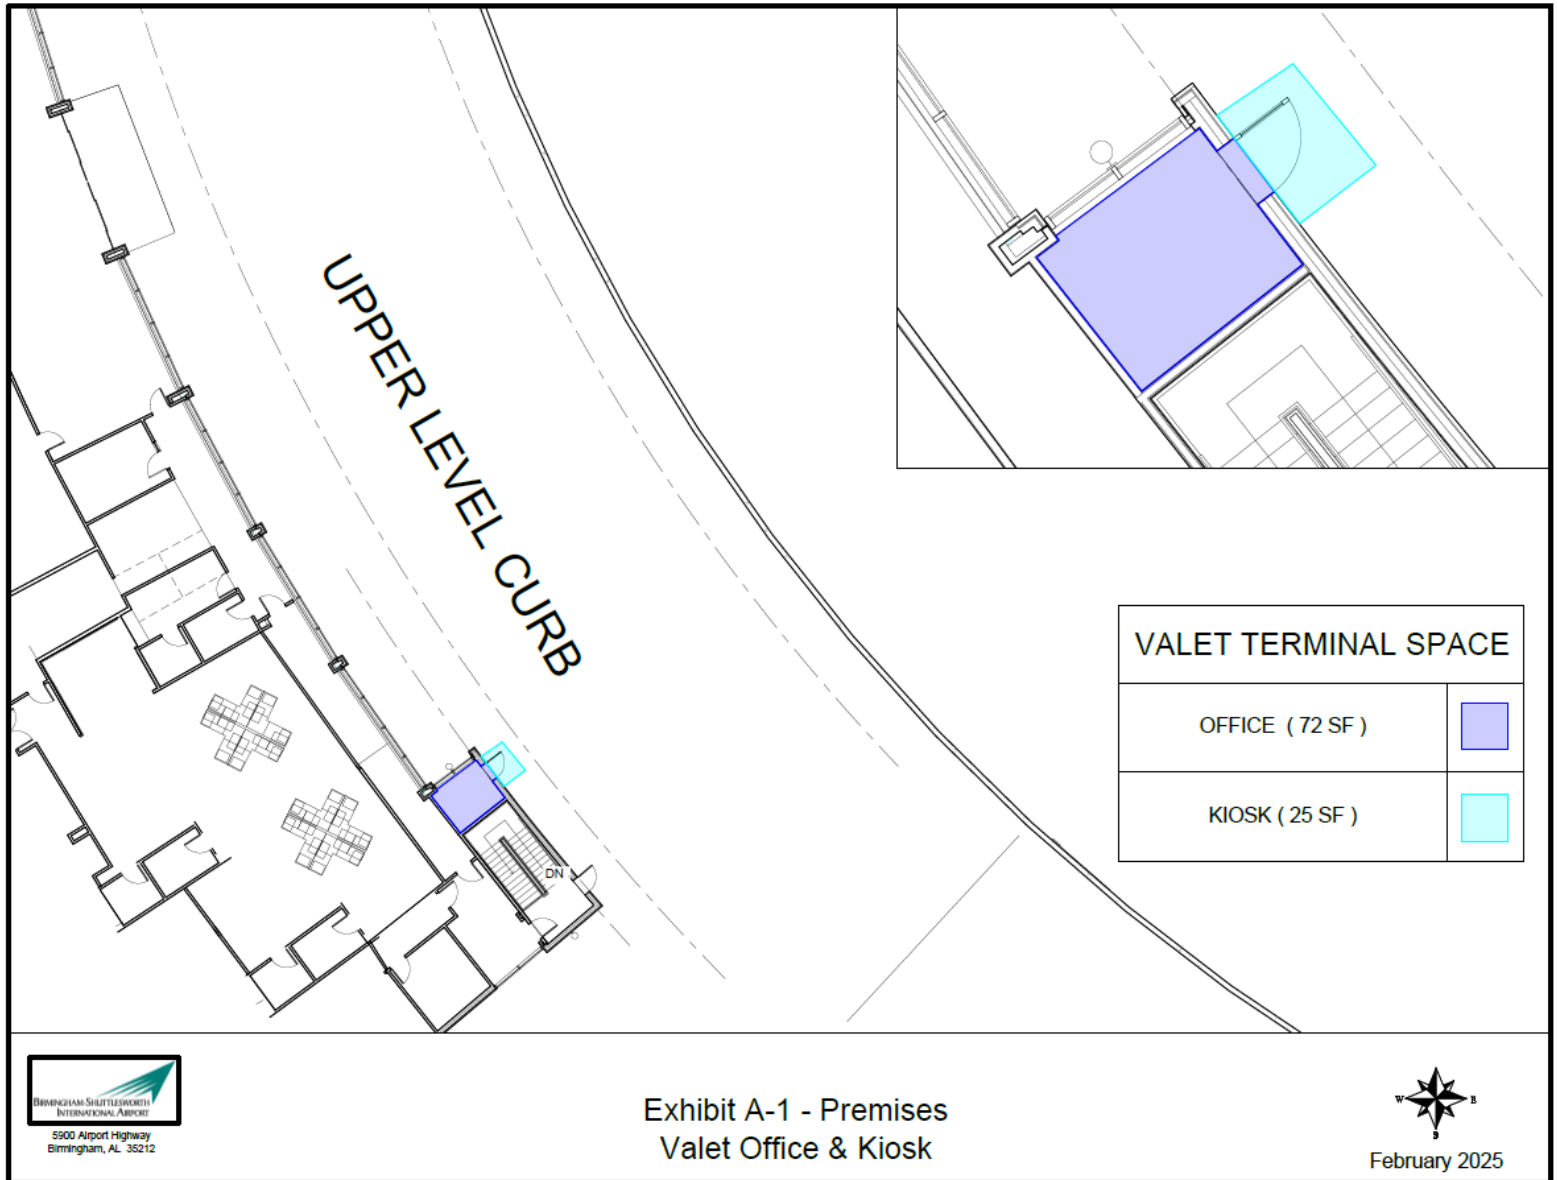 UPPER LEVEL CURB
VALET TERMINAL SPACE
OFFICE ( 72 SF )
KIOSK ( 25 SF )
DN
BIRMINGHAM-SHUTTLESWORTH
INTERNATIONAL AIRPORT
5900 Airport Highway
Birmingham, AL 35212
Exhibit A-1 - Premises
Valet Office & Kiosk
W
E
S
February 2025